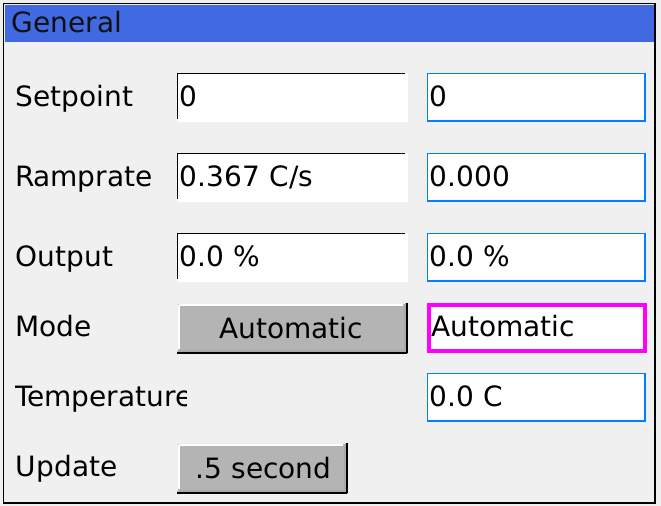 General
Setpoint 0 0
Ramprate 0.367 C/s 0.000
Output 0.0 % 0.0 %
Mode Automatic Automatic
Temperature 0.0 C
Update .5 second